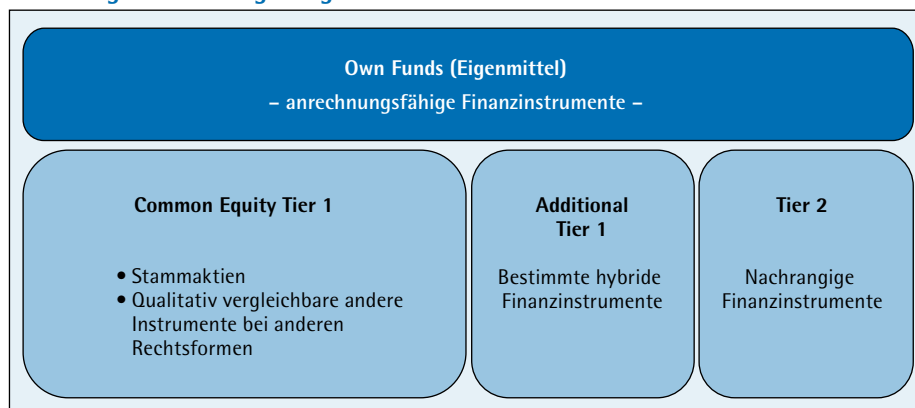 Own Funds (Eigenmittel)
– anrechnungsfähige Finanzinstrumente –
Common Equity Tier 1
• Stammaktien
• Qualitativ vergleichbare andere
Instrumente bei anderen
Rechtsformen
Additional
Tier 1
Bestimmte hybride
Finanzinstrumente
Tier 2
Nachrangige
Finanzinstrumente